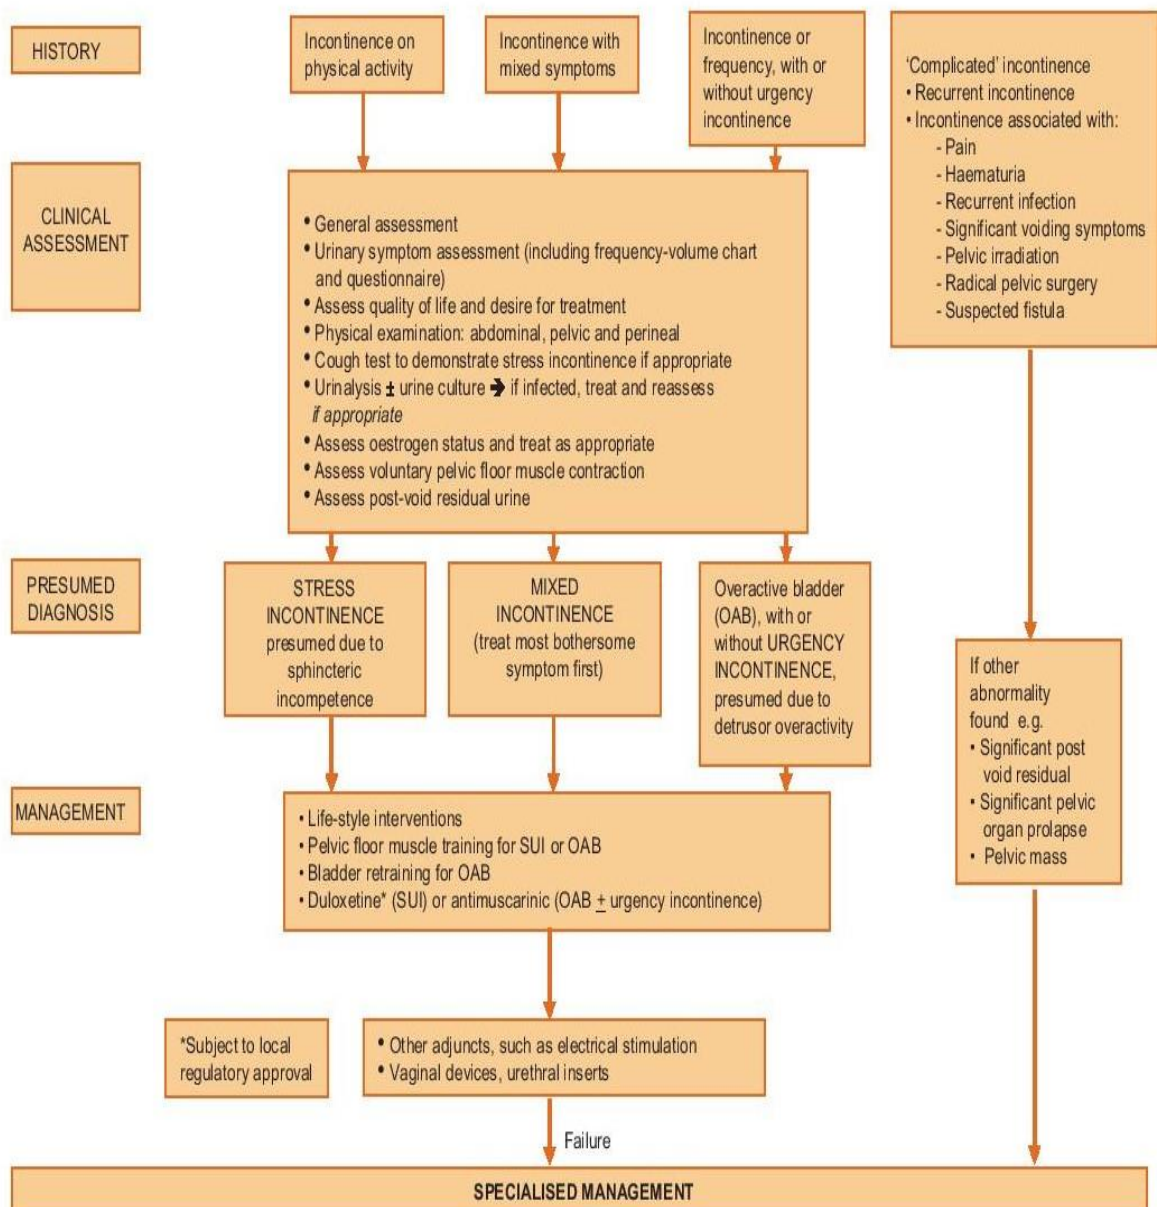 HISTORY
Incontinence on
physical activity
Incontinence with
mixed symptoms
Incontinence or
frequency, with or
without urgency
incontinence
‘Complicated’ incontinence
• Recurrent incontinence
• Incontinence associated with:
- Pain
- Haematuria
- Recurrent infection
- Significant voiding symptoms
- Pelvic irradiation
- Radical pelvic surgery
- Suspected fistula
CLINICAL
ASSESSMENT
• General assessment
• Urinary symptom assessment (including frequency-volume chart
and questionnaire)
• Assess quality of life and desire for treatment
• Physical examination: abdominal, pelvic and perineal
• Cough test to demonstrate stress incontinence if appropriate
• Urinalysis ± urine culture ➔ if infected, treat and reassess
if appropriate
• Assess oestrogen status and treat as appropriate
• Assess voluntary pelvic floor muscle contraction
• Assess post-void residual urine
PRESUMED
DIAGNOSIS
STRESS
INCONTINENCE
presumed due to
sphincteric
incompetence
MIXED
INCONTINENCE
(treat most bothersome
symptom first)
Overactive bladder
(OAB), with or
without URGENCY
INCONTINENCE,
presumed due to
detrusor overactivity
If other
abnormality
found e.g.
• Significant post
void residual
• Significant pelvic
organ prolapse
• Pelvic mass
MANAGEMENT
• Life-style interventions
• Pelvic floor muscle training for SUI or OAB
• Bladder retraining for OAB
• Duloxetine* (SUI) or antimuscarinic (OAB ± urgency incontinence)
*Subject to local
regulatory approval
• Other adjuncts, such as electrical stimulation
• Vaginal devices, urethral inserts
Failure
SPECIALISED MANAGEMENT